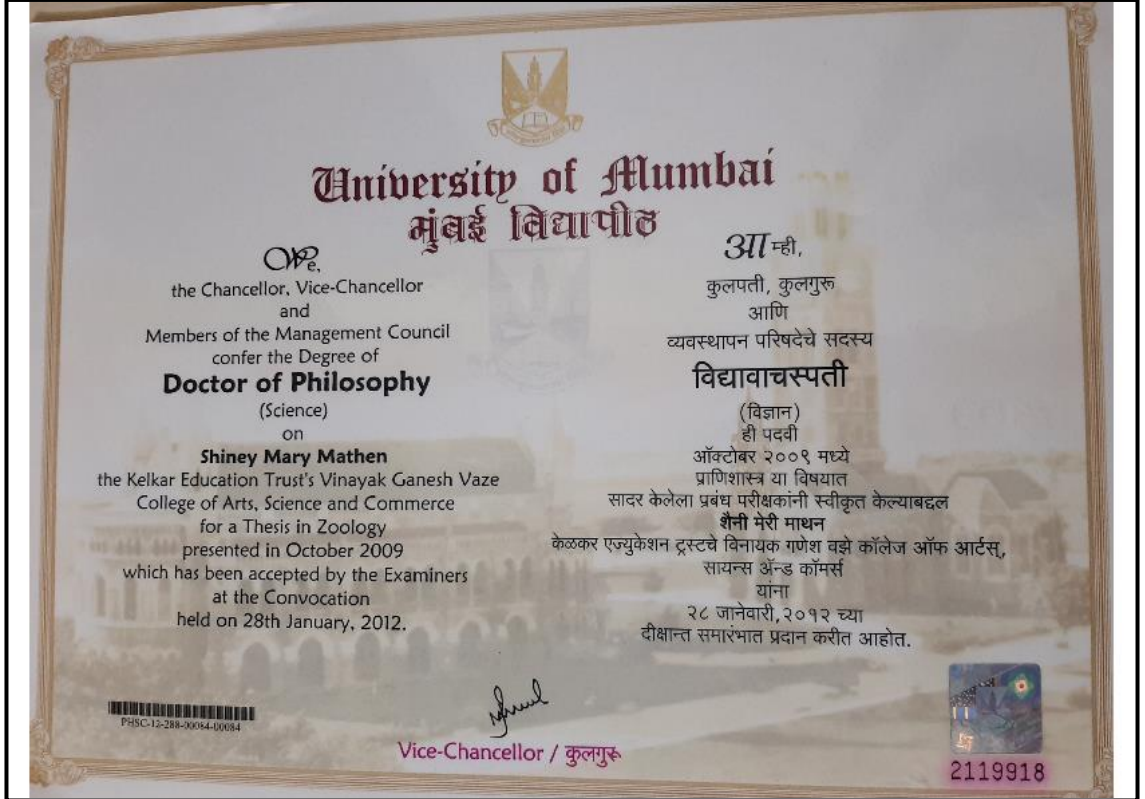 University of Mumbai
मुंबई विद्यापीठ
We,
the Chancellor, Vice-Chancellor
and
Members of the Management Council
confer the Degree of
Doctor of Philosophy
(Science)
on
Shiney Mary Mathen
the Kelkar Education Trust's Vinayak Ganesh Vaze
College of Arts, Science and Commerce
for a Thesis in Zoology
presented in October 2009
which has been accepted by the Examiners
at the Convocation
held on 28th January, 2012.
आम्ही,
कुलपती, कुलगुरू
आणि
व्यवस्थापन परिषदेचे सदस्य
विद्यावाचस्पती
(विज्ञान)
ही पदवी
ऑक्टोबर २००९ मध्ये
प्राणिशास्त्र या विषयात
सादर केलेला प्रबंध परीक्षकांनी स्वीकृत केल्याबद्दल
शैनी मेरी माथन
केळकर एज्युकेशन ट्रस्टचे विनायक गणेश वझे कॉलेज ऑफ आर्टस्,
सायन्स ॲन्ड कॉमर्स
यांना
२८ जानेवारी,२०१२ च्या
दीक्षान्त समारंभात प्रदान करीत आहोत.
PHSC-12-288-00084-00084
Vice-Chancellor / कुलगुरू
2119918